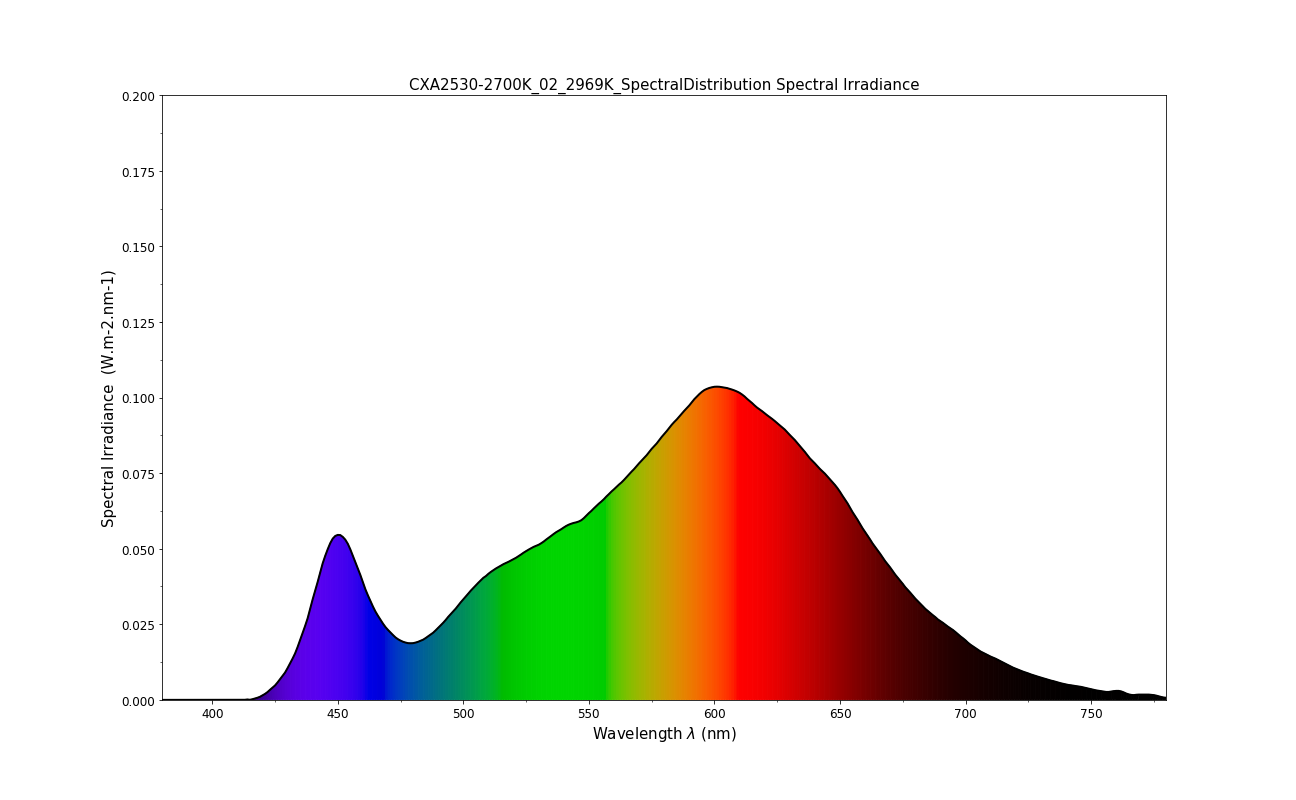 CXA2530-2700K_02_2969K_SpectralDistribution Spectral Irradiance
0.200
0.175
0.150
0.125
0.100
0.075
0.050
0.025
0.000
Spectral Irradiance (W.m-2.nm-1)
400 450 500 550 600 650 700 750
Wavelength λ (nm)